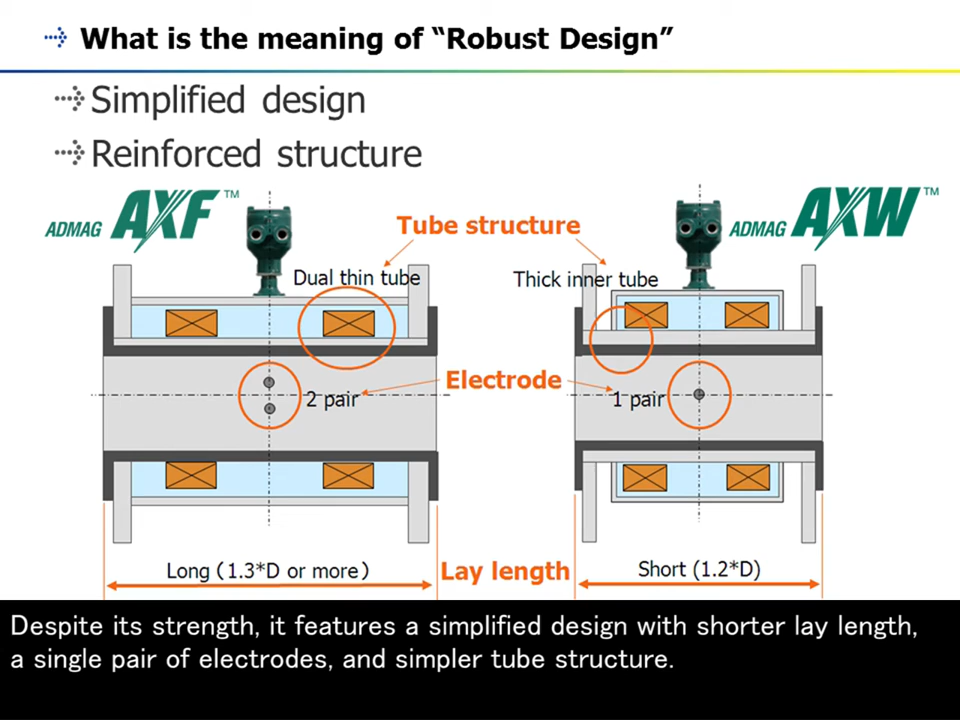 What is the meaning of “Robust Design”
Simplified design
Reinforced structure
ADMAG AXF™
Tube structure
ADMAG AXW™
Dual thin tube
Thick inner tube
Electrode
2 pair
1 pair
Long (1.3*D or more)
Lay length
Short (1.2*D)
Despite its strength, it features a simplified design with shorter lay length,
a single pair of electrodes, and simpler tube structure.